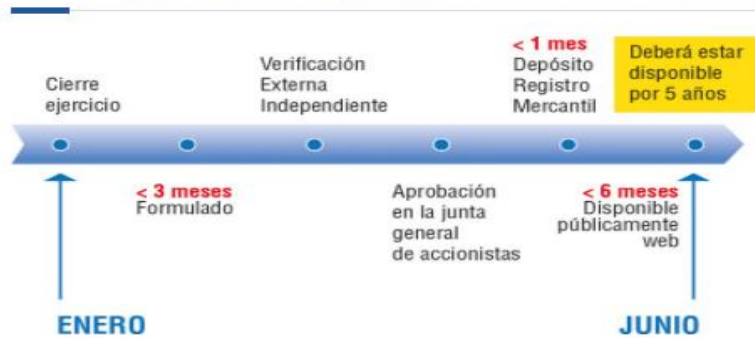 Cierre
ejercicio
< 3 meses
Formulado
Verificación
Externa
Independiente
Aprobación
en la junta
general
de accionistas
< 1 mes
Depósito
Registro
Mercantil
< 6 meses
Disponible
públicamente
web
Deberá estar
disponible
por 5 años
ENERO
JUNIO